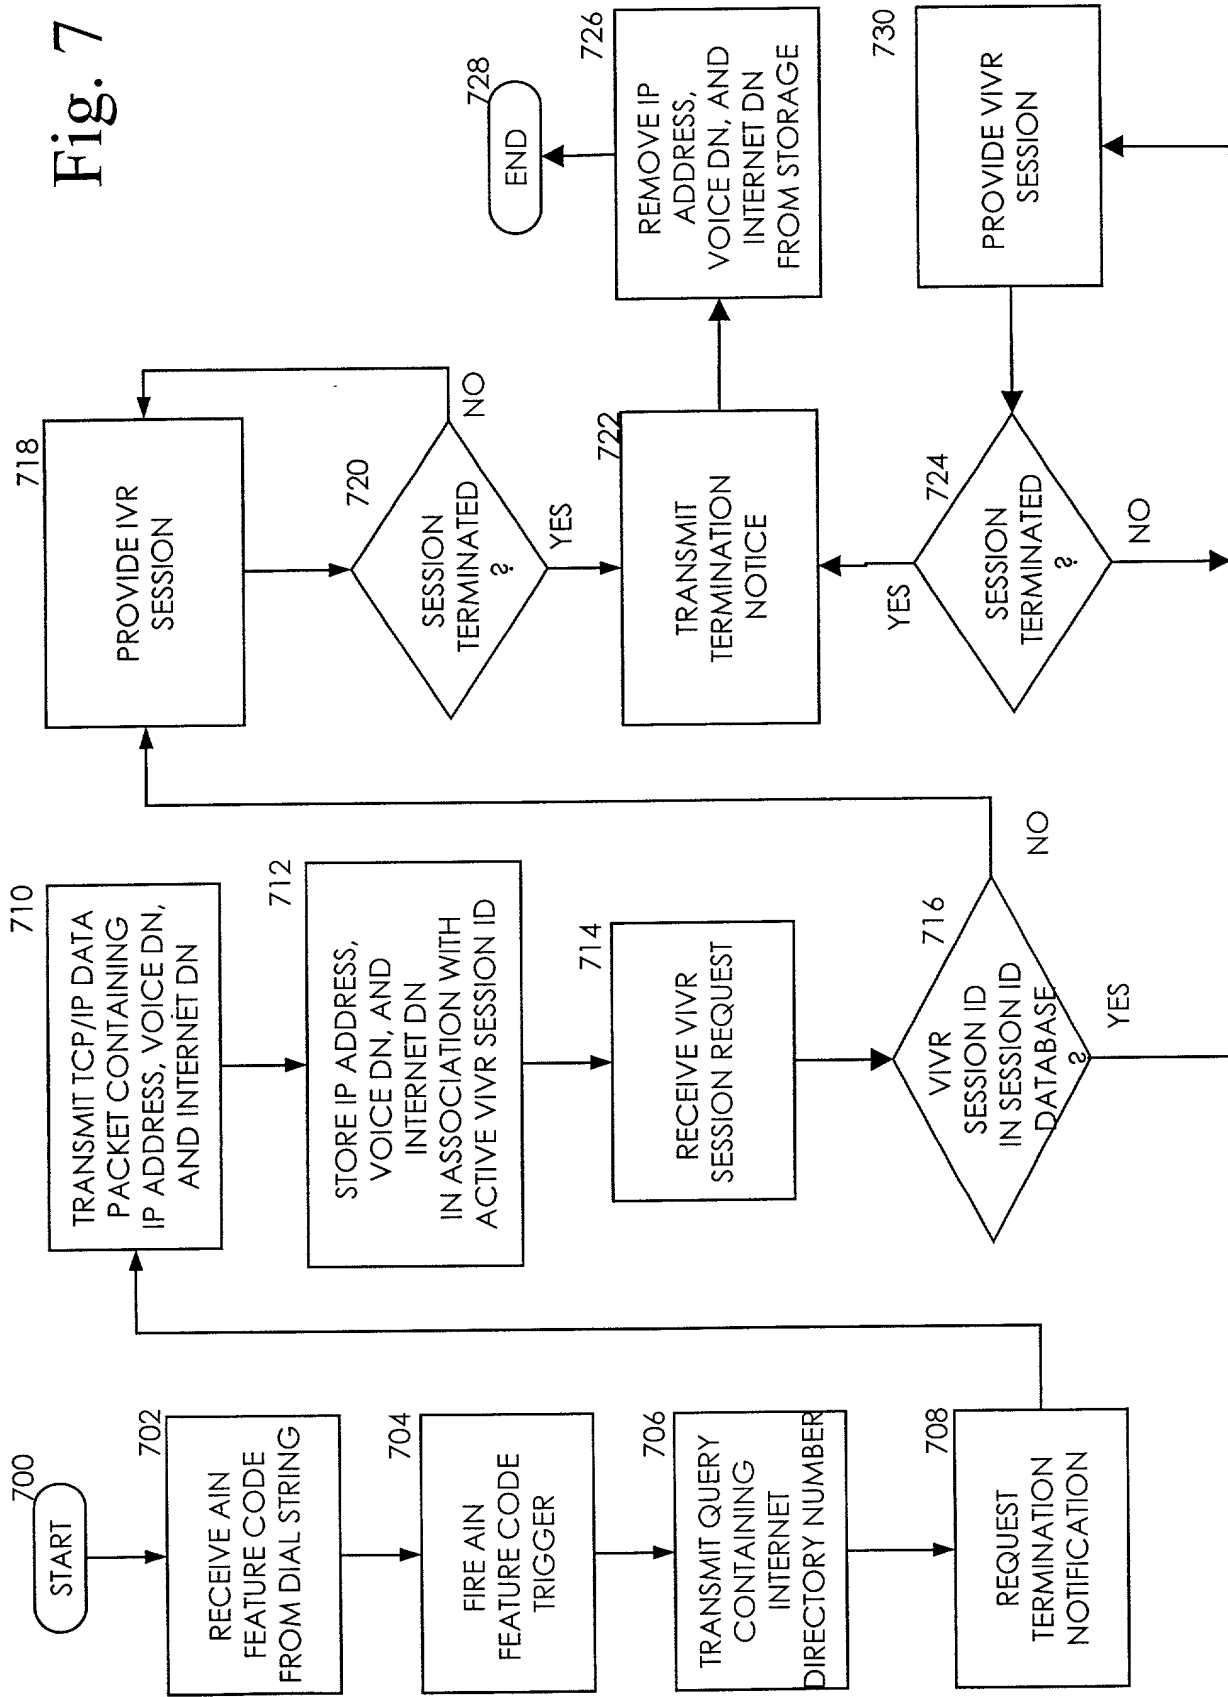 Fig. 7
700
START
702
RECEIVE AIN
FEATURE CODE
FROM DIAL STRING
704
FIRE AIN
FEATURE CODE
TRIGGER
706
TRANSMIT QUERY
CONTAINING
INTERNET
DIRECTORY NUMBER
708
REQUEST
TERMINATION
NOTIFICATION
710
TRANSMIT TCP/IP DATA
PACKET CONTAINING
IP ADDRESS, VOICE DN,
AND INTERNET DN
712
STORE IP ADDRESS,
VOICE DN, AND
INTERNET DN
IN ASSOCIATION WITH
ACTIVE VIVR SESSION ID
714
RECEIVE VIVR
SESSION REQUEST
716
VIVR
SESSION ID
IN SESSION ID
DATABASE
?
NO
YES
718
PROVIDE IVR
SESSION
720
SESSION
TERMINATED
?
NO
YES
722
TRANSMIT
TERMINATION
NOTICE
724
SESSION
TERMINATED
?
YES
NO
726
REMOVE IP
ADDRESS,
VOICE DN, AND
INTERNET DN
FROM STORAGE
728
END
730
PROVIDE VIVR
SESSION